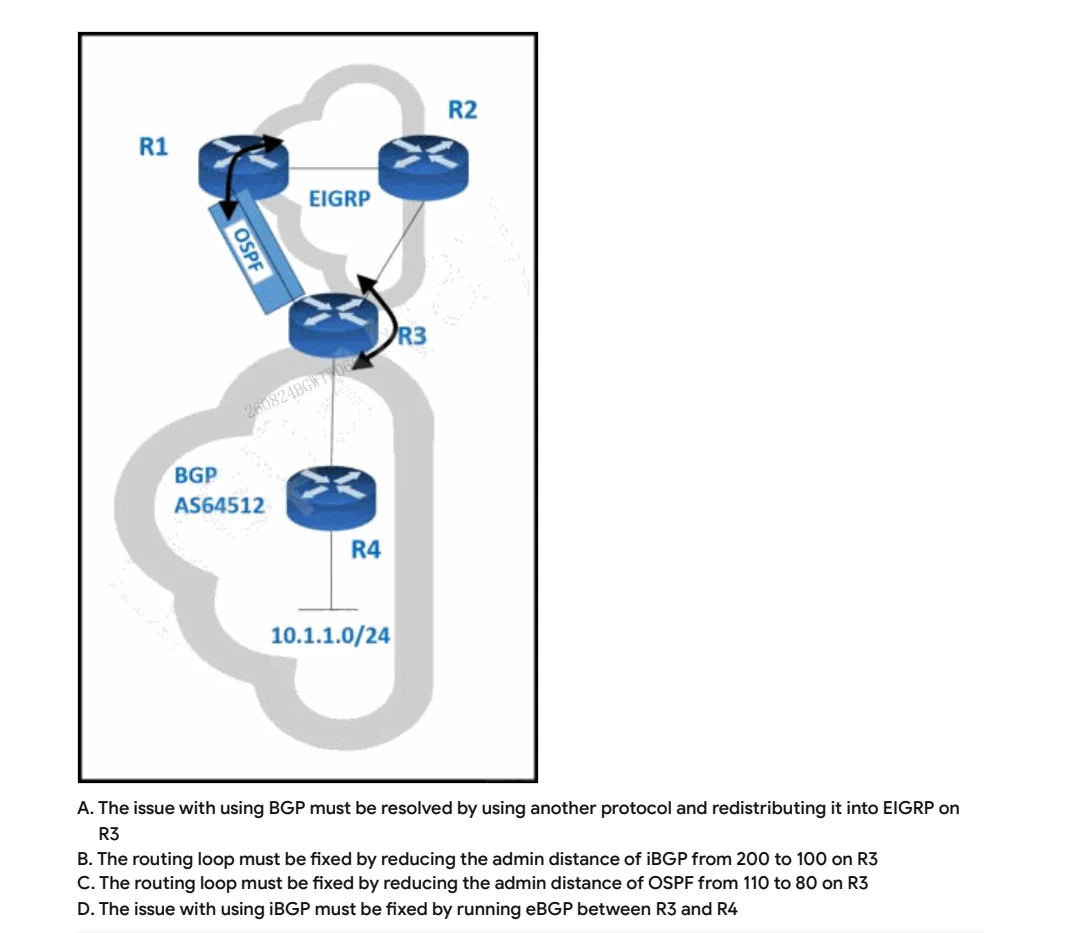 R2
R1
EIGRP
OSPF
R3
260824BGWTW06
BGP
AS64512
R4
10.1.1.0/24
A. The issue with using BGP must be resolved by using another protocol and redistributing it into EIGRP on
R3
B. The routing loop must be fixed by reducing the admin distance of iBGP from 200 to 100 on R3
C. The routing loop must be fixed by reducing the admin distance of OSPF from 110 to 80 on R3
D. The issue with using iBGP must be fixed by running eBGP between R3 and R4